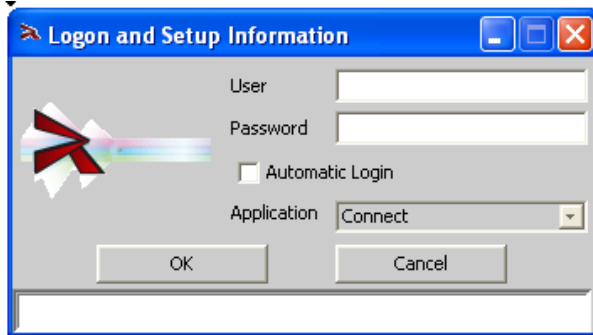 Logon and Setup Information
User
Password
Automatic Login
Application Connect
OK Cancel